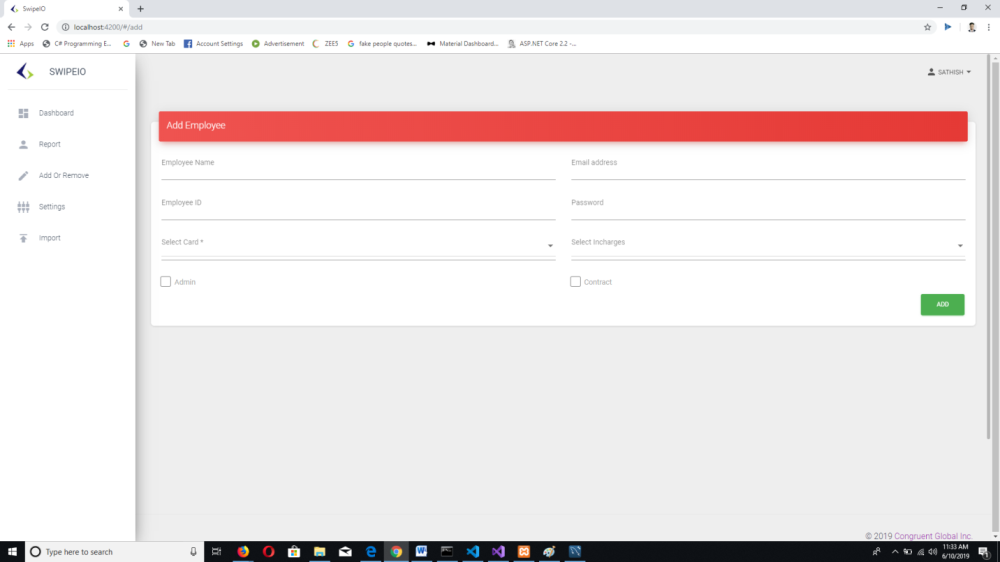 SwipeIO
localhost:4200/#/add
Apps C# Programming E... New Tab Account Settings Advertisement ZEE5 fake people quotes... Material Dashboard... ASP.NET Core 2.2 -...
SWIPEIO
SATHISH
Dashboard
Report
Add Or Remove
Settings
Import
Add Employee
Employee Name Email address
Employee ID Password
Select Card * Select Incharges
Admin Contract
ADD
© 2019 Congruent Global Inc.
Type here to search
11:33 AM
6/10/2019